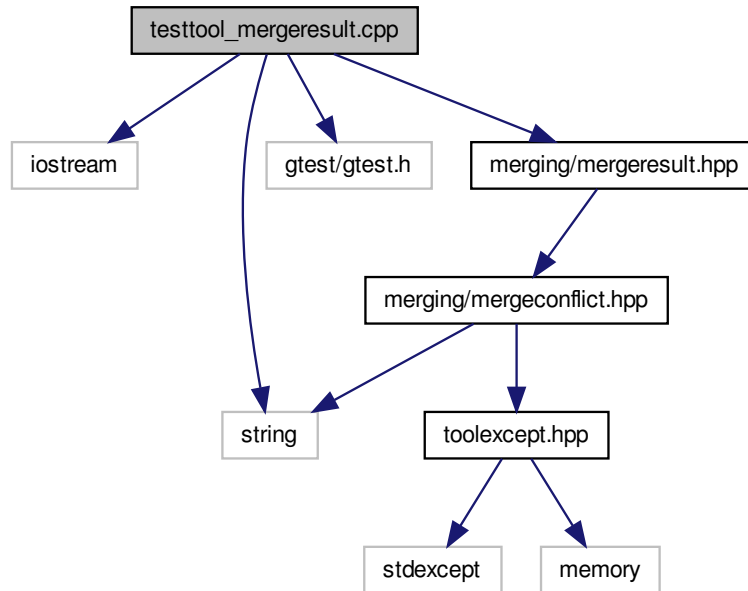 testtool_mergeresult.cpp
iostream
gtest/gtest.h
merging/mergeresult.hpp
merging/mergeconflict.hpp
string
toolexcept.hpp
stdexcept
memory